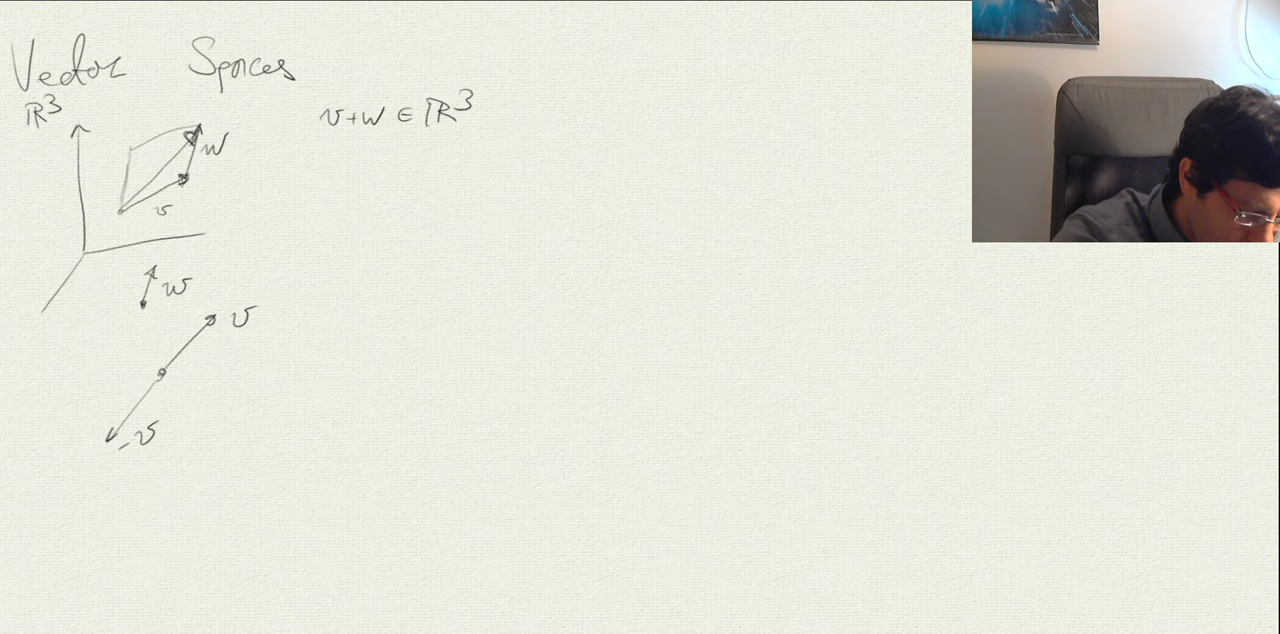 Vector Spaces
ℝ³
v+w ∈ ℝ³
w
v
w
v
-v